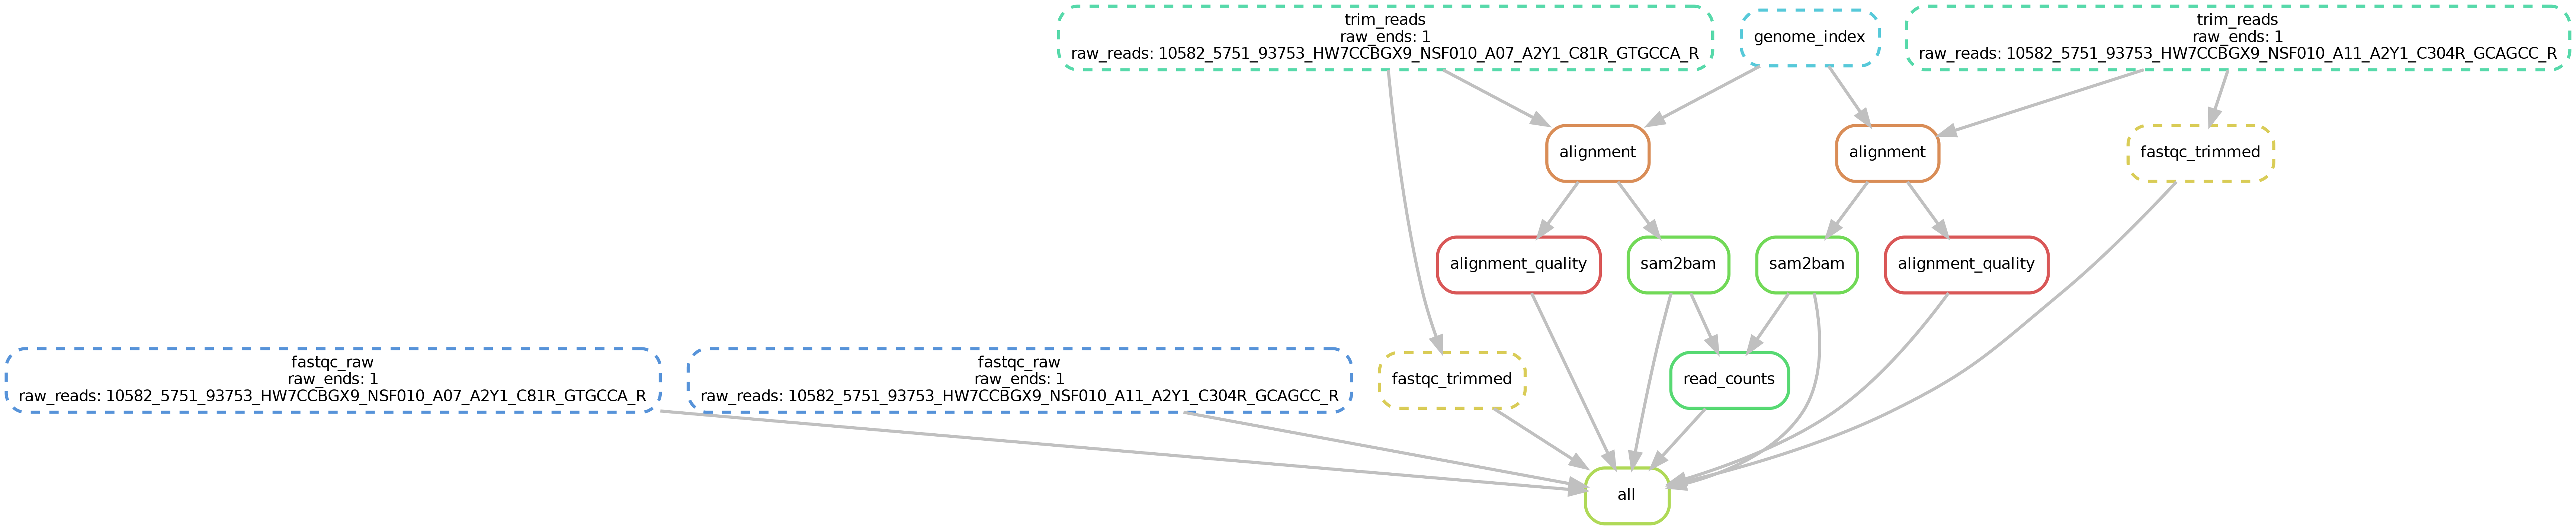 trim_reads
raw_ends: 1
raw_reads: 10582_5751_93753_HW7CCBGX9_NSF010_A07_A2Y1_C81R_GTGCCA_R
genome_index
trim_reads
raw_ends: 1
raw_reads: 10582_5751_93753_HW7CCBGX9_NSF010_A11_A2Y1_C304R_GCAGCC_R
alignment
alignment
fastqc_trimmed
alignment_quality
sam2bam
sam2bam
alignment_quality
fastqc_raw
raw_ends: 1
raw_reads: 10582_5751_93753_HW7CCBGX9_NSF010_A07_A2Y1_C81R_GTGCCA_R
fastqc_raw
raw_ends: 1
raw_reads: 10582_5751_93753_HW7CCBGX9_NSF010_A11_A2Y1_C304R_GCAGCC_R
fastqc_trimmed
read_counts
all